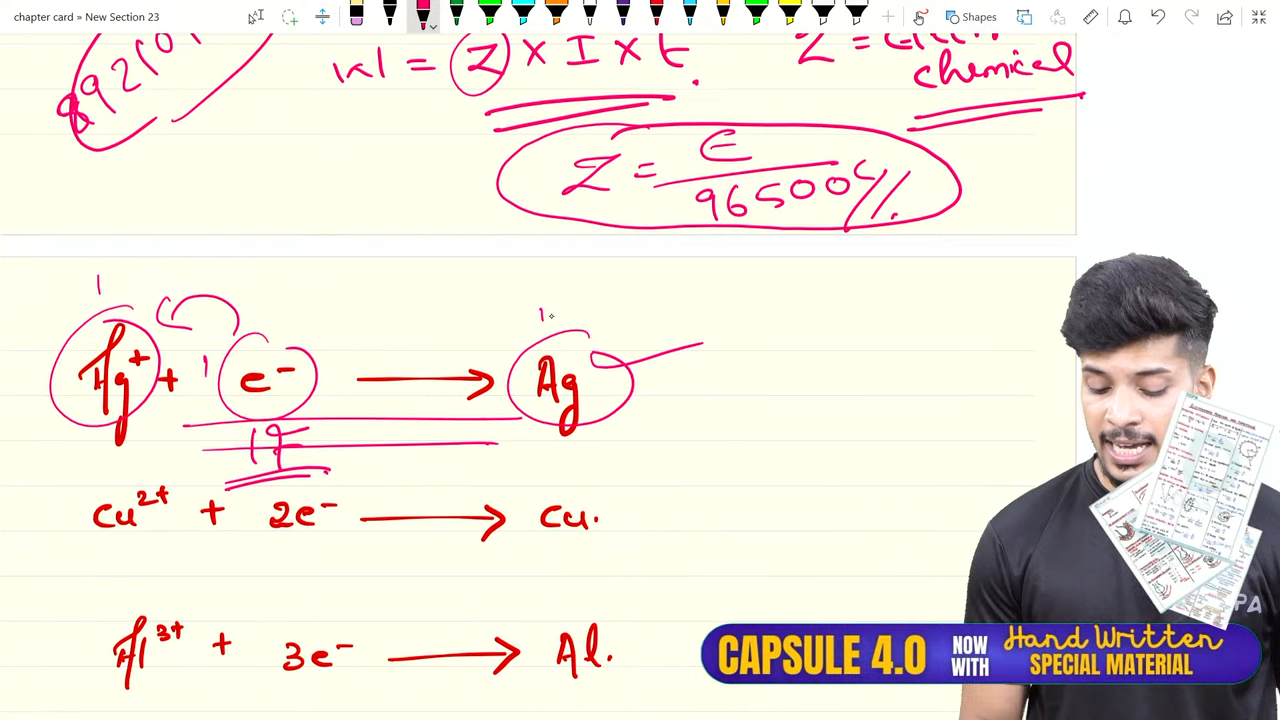 chapter card » New Section 23
Shapes
892101
W = Z × I × t.
Z =
chemical
Z = E / 96500 C
1
1
Ag⁺ + 1 e⁻ ⟶ Ag
1F
Cu²⁺ + 2e⁻ ⟶ Cu.
Al³⁺ + 3e⁻ ⟶ Al.
CAPSULE 4.0 NOW WITH Hand Written SPECIAL MATERIAL